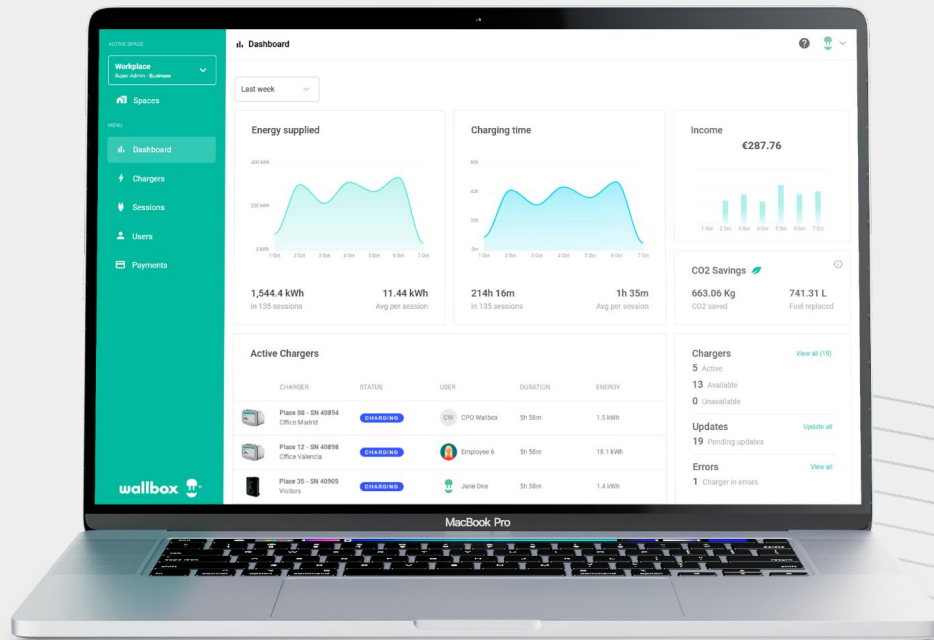 ACTIVE SPACE
Workplace
Super Admin - Business
Spaces
MENU
Dashboard
Chargers
Sessions
Users
Payments
wallbox
Dashboard
Last week
Energy supplied
400 kWh
200 kWh
0 kWh
1 Oct 2 Oct 3 Oct 4 Oct 5 Oct 6 Oct 7 Oct
1,544.4 kWh 11.44 kWh
in 135 sessions Avg per session
Charging time
60h
40h
20h
0m
1 Oct 2 Oct 3 Oct 4 Oct 5 Oct 6 Oct 7 Oct
214h 16m 1h 35m
in 135 sessions Avg per session
Income
€287.76
1 Oct 2 Oct 3 Oct 4 Oct 5 Oct 6 Oct 7 Oct
CO2 Savings
663.06 Kg 741.31 L
CO2 saved Fuel replaced
Active Chargers
CHARGER STATUS USER DURATION ENERGY
Place 08 - SN 40894
Office Madrid
CHARGING CW CPO Wallbox 5h 58m 1.5 kWh
Place 12 - SN 40898
Office Valencia
CHARGING Employee 6 5h 58m 18.1 kWh
Place 35 - SN 40905
Visitors
CHARGING Jane Doe 5h 58m 1.4 kWh
Chargers View all (19)
5 Active
13 Available
0 Unavailable
Updates Update all
19 Pending updates
Errors View all
1 Charger in errors
MacBook Pro